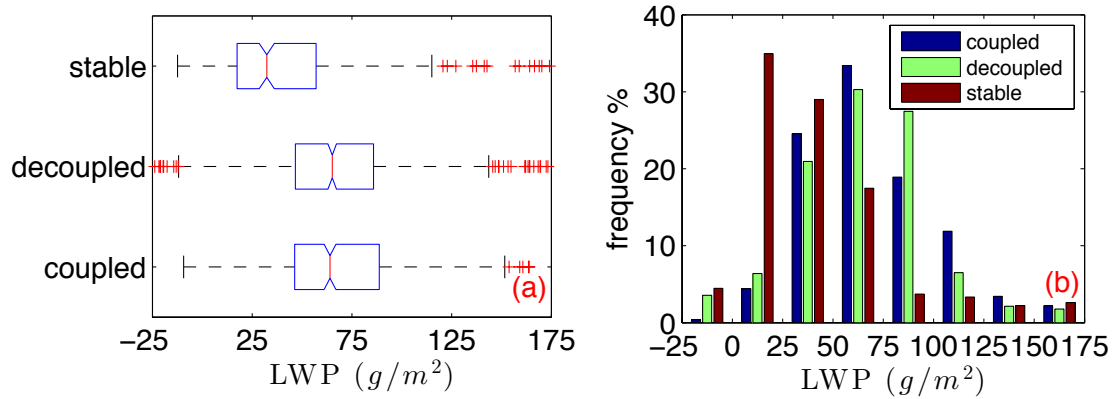 stable
decoupled
coupled
(a)
-25 25 75 125 175
LWP (g/m²)
frequency %
40
30
20
10
0
coupled
decoupled
stable
(b)
-25 0 25 50 75 100 125 150 175
LWP (g/m²)